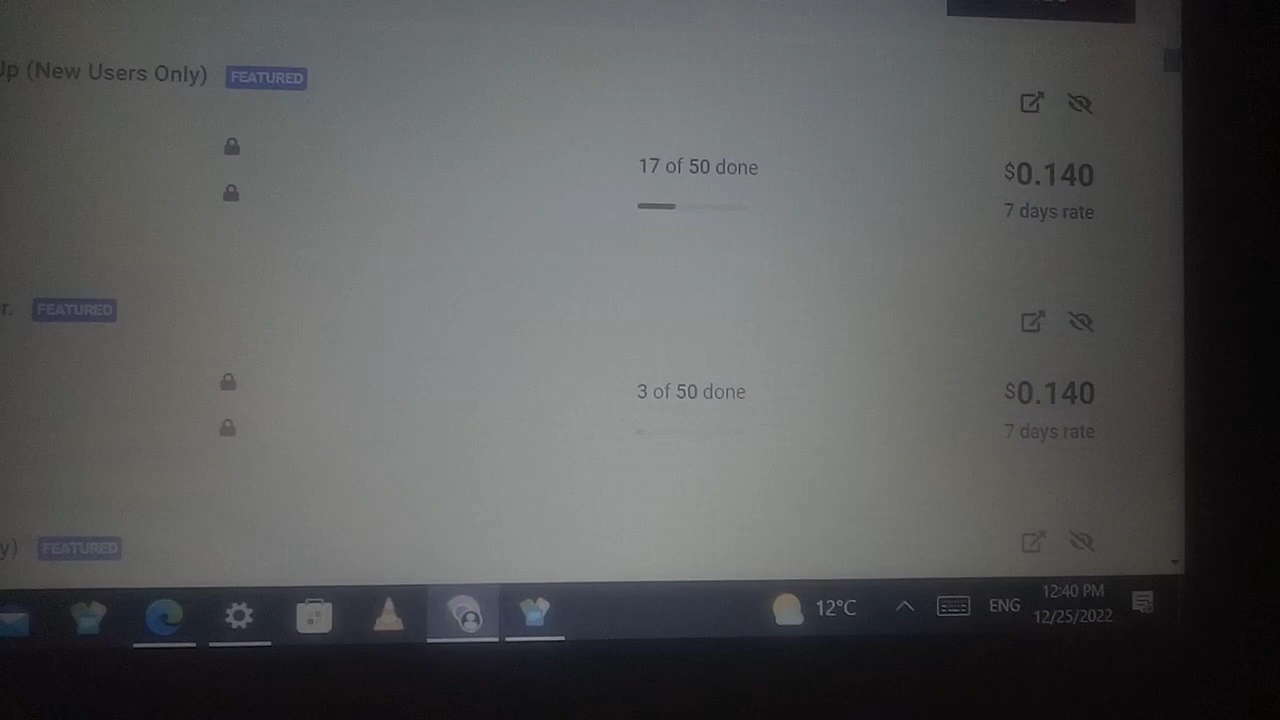 (New Users Only) FEATURED
17 of 50 done
$0.140
7 days rate
r. FEATURED
3 of 50 done
$0.140
7 days rate
y) FEATURED
12°C
ENG
12:40 PM
12/25/2022